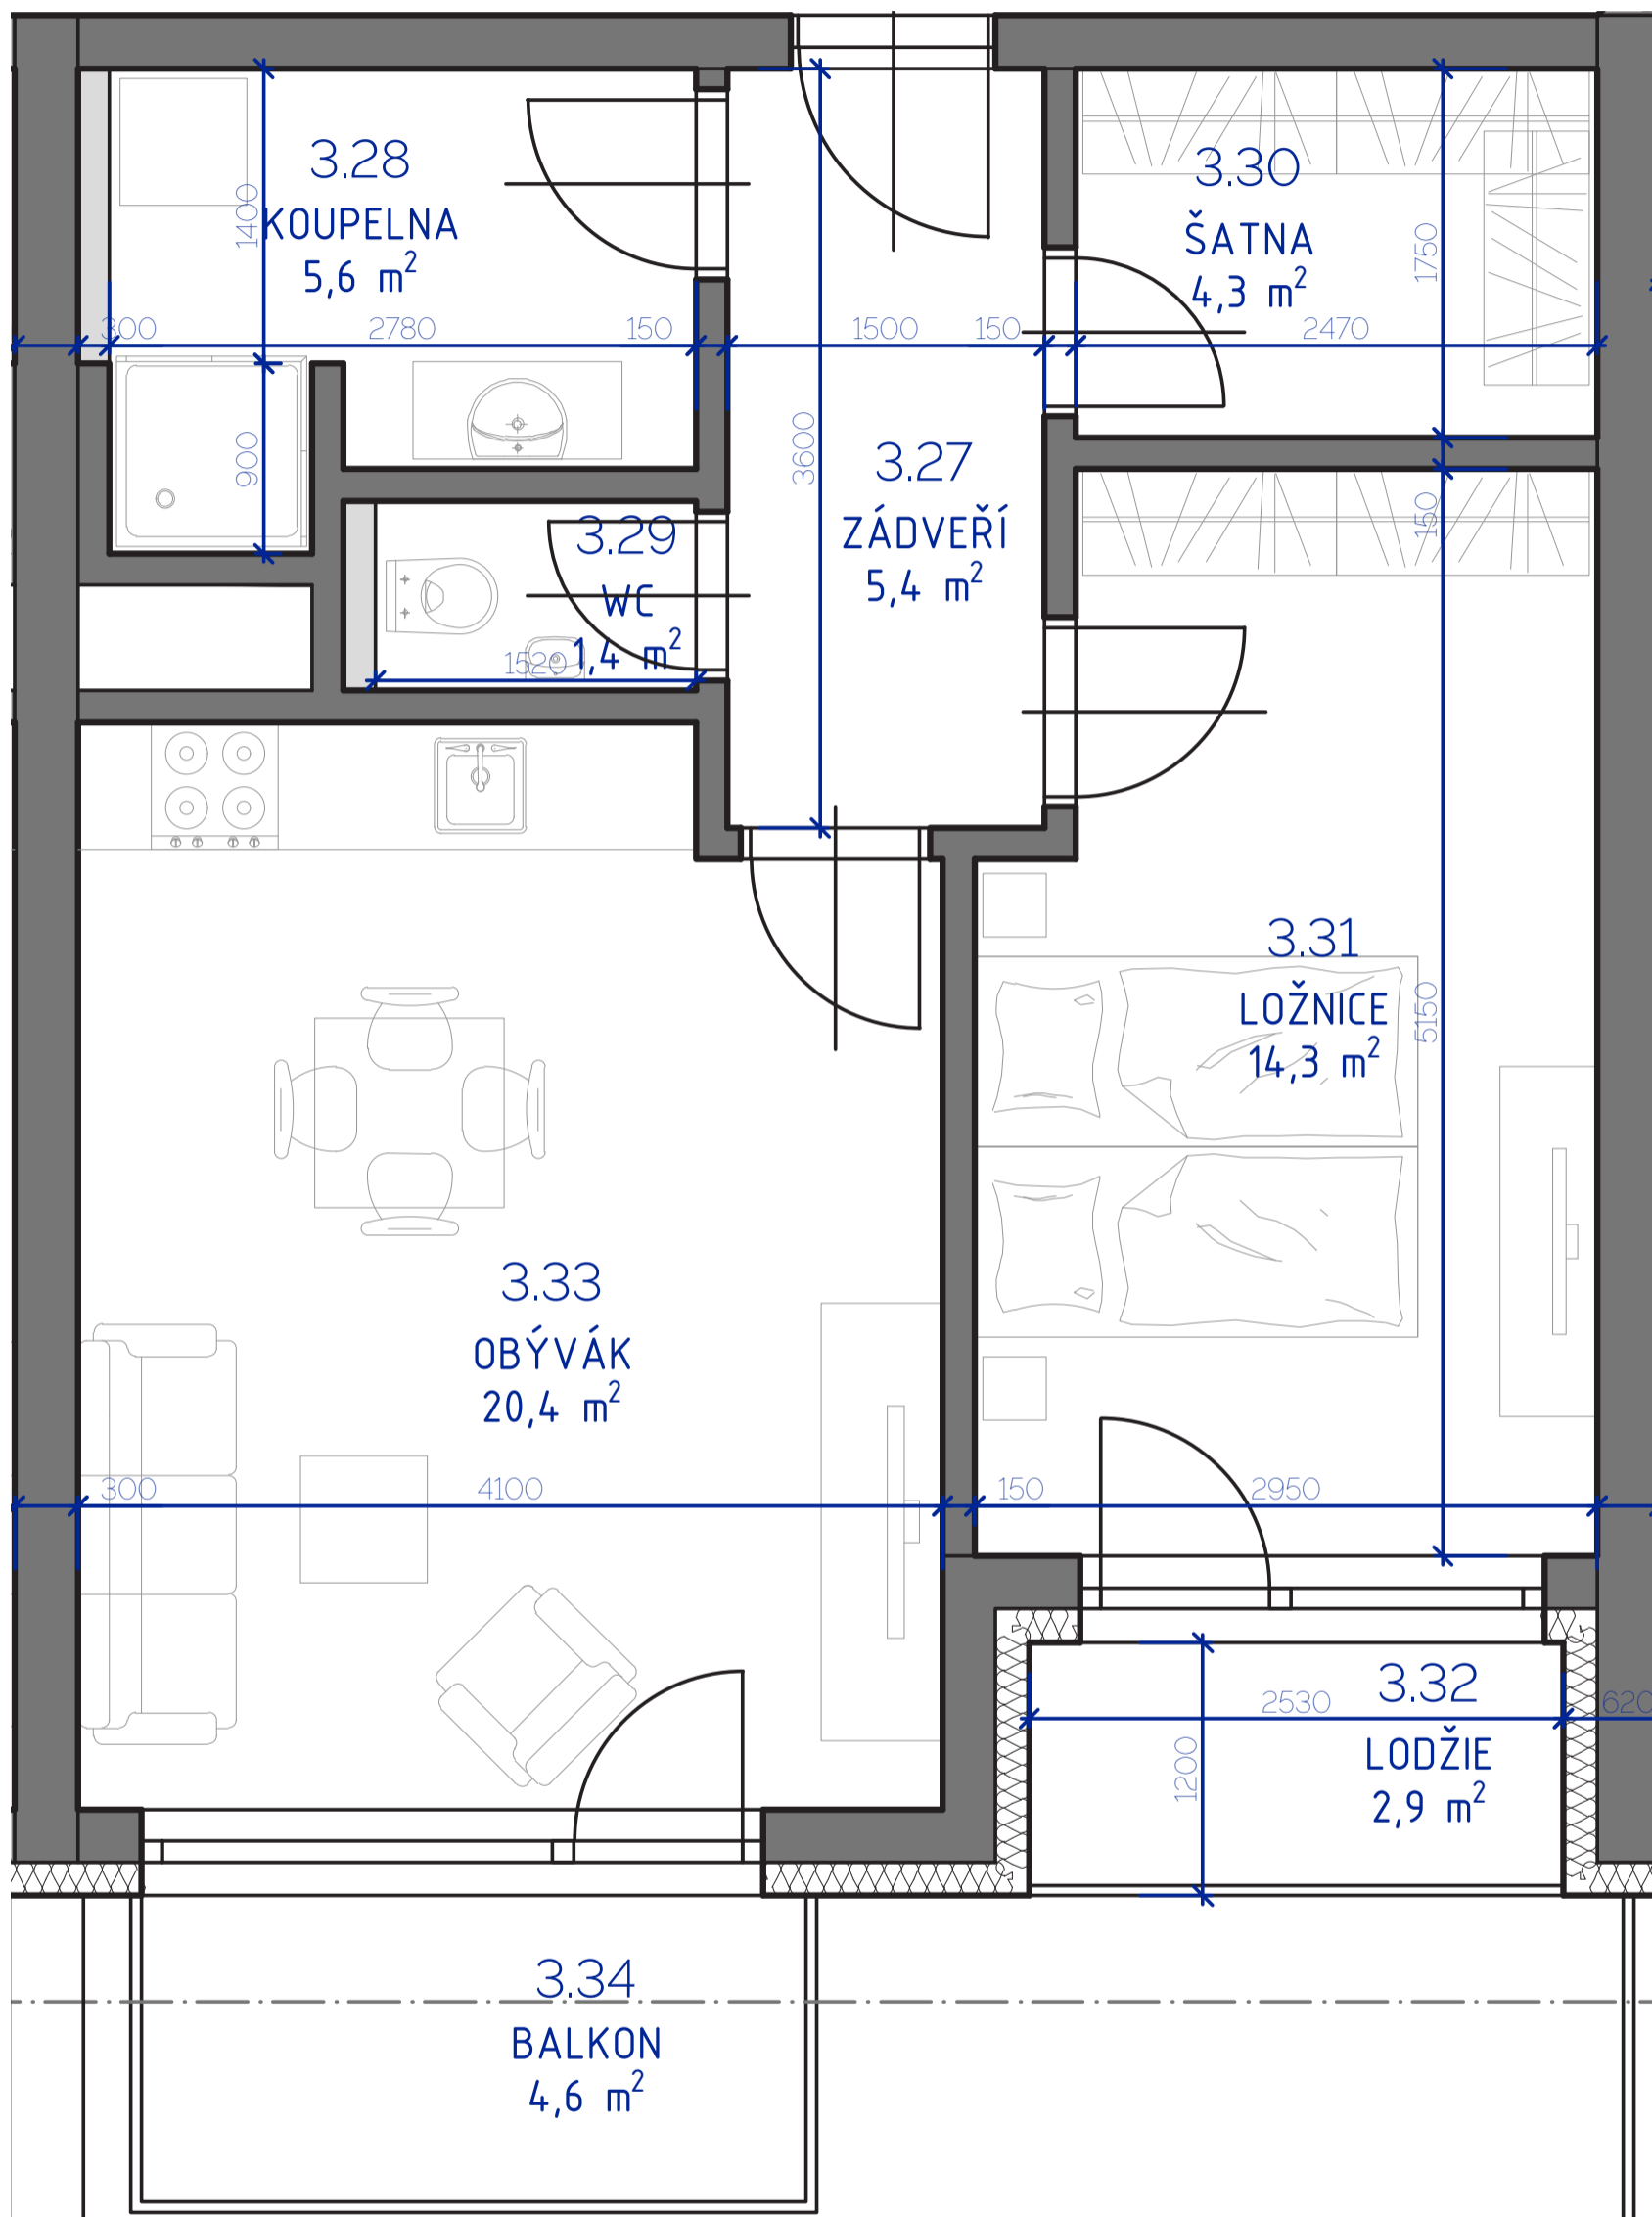 3.28
KOUPELNA
5,6 m²
3.30
ŠATNA
4,3 m²
1400
1750
300
2780
150
1500
150
2470
900
3600
3.27
ZÁDVEŘÍ
5,4 m²
150
3.29
WC
1,4 m²
1520
3.31
LOŽNICE
14,3 m²
5150
3.33
OBÝVÁK
20,4 m²
300
4100
150
2950
3.32
LODŽIE
2,9 m²
2530
620
1200
3.34
BALKON
4,6 m²